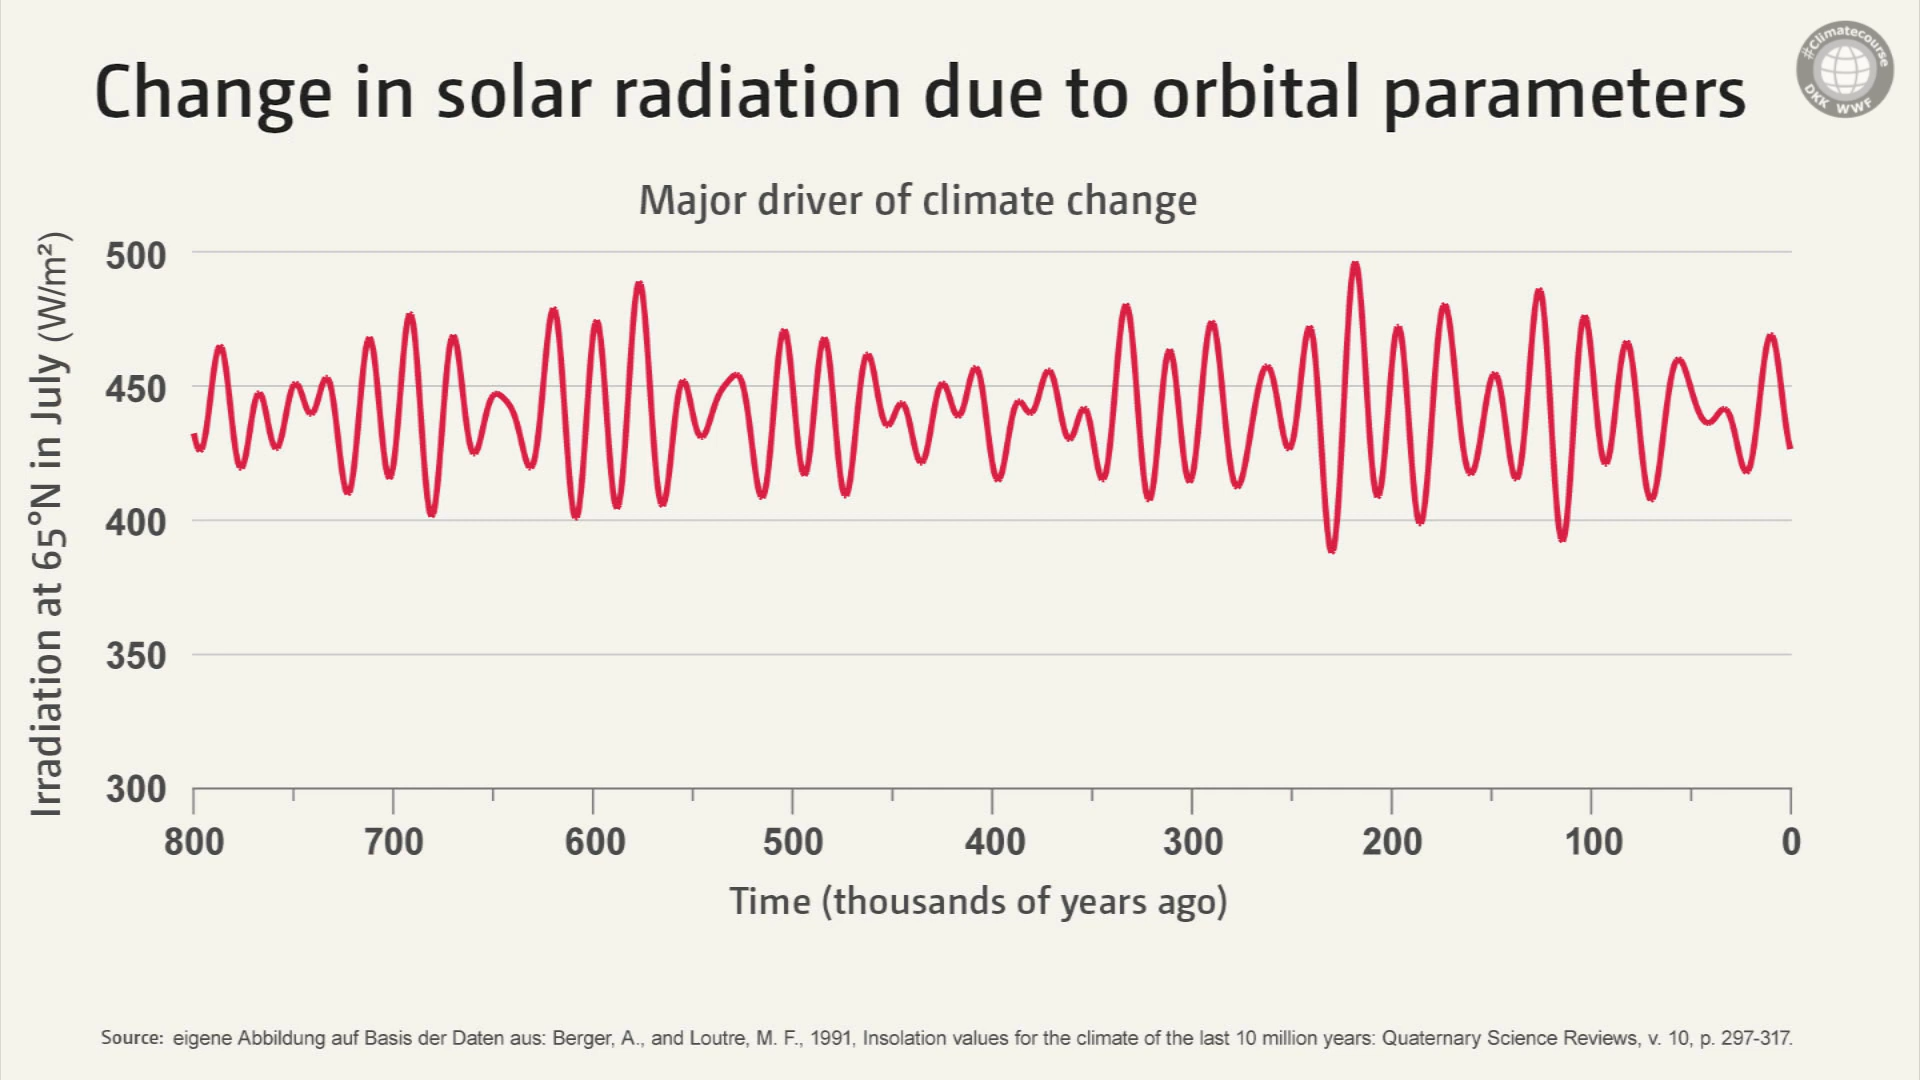 Change in solar radiation due to orbital parameters
#Climatecourse
DKK WWF
Major driver of climate change
Irradiation at 65°N in July (W/m²)
500
450
400
350
300
800 700 600 500 400 300 200 100 0
Time (thousands of years ago)
Source: eigene Abbildung auf Basis der Daten aus: Berger, A., and Loutre, M. F., 1991, Insolation values for the climate of the last 10 million years: Quaternary Science Reviews, v. 10, p. 297-317.